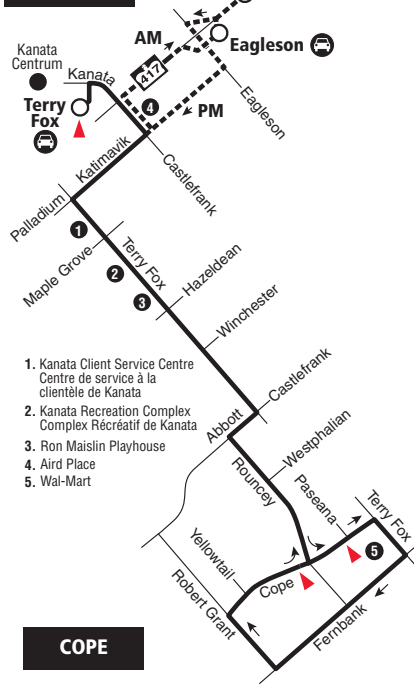 Kanata
Centrum
AM
Eagleson
Kanata
417
Terry
Fox
4
PM
Eagleson
Katimavik
Castlefrank
Palladium
1
Maple Grove
2
Terry Fox
3
Hazeldean
Winchester
1. Kanata Client Service Centre
Centre de service à la
clientèle de Kanata
2. Kanata Recreation Complex
Complex Récréatif de Kanata
3. Ron Maislin Playhouse
4. Aird Place
5. Wal-Mart
Castlefrank
Abbott
Westphalian
Rouncey
Paseana
Terry Fox
5
Yellowtail
Cope
Robert Grant
Fernbank
COPE